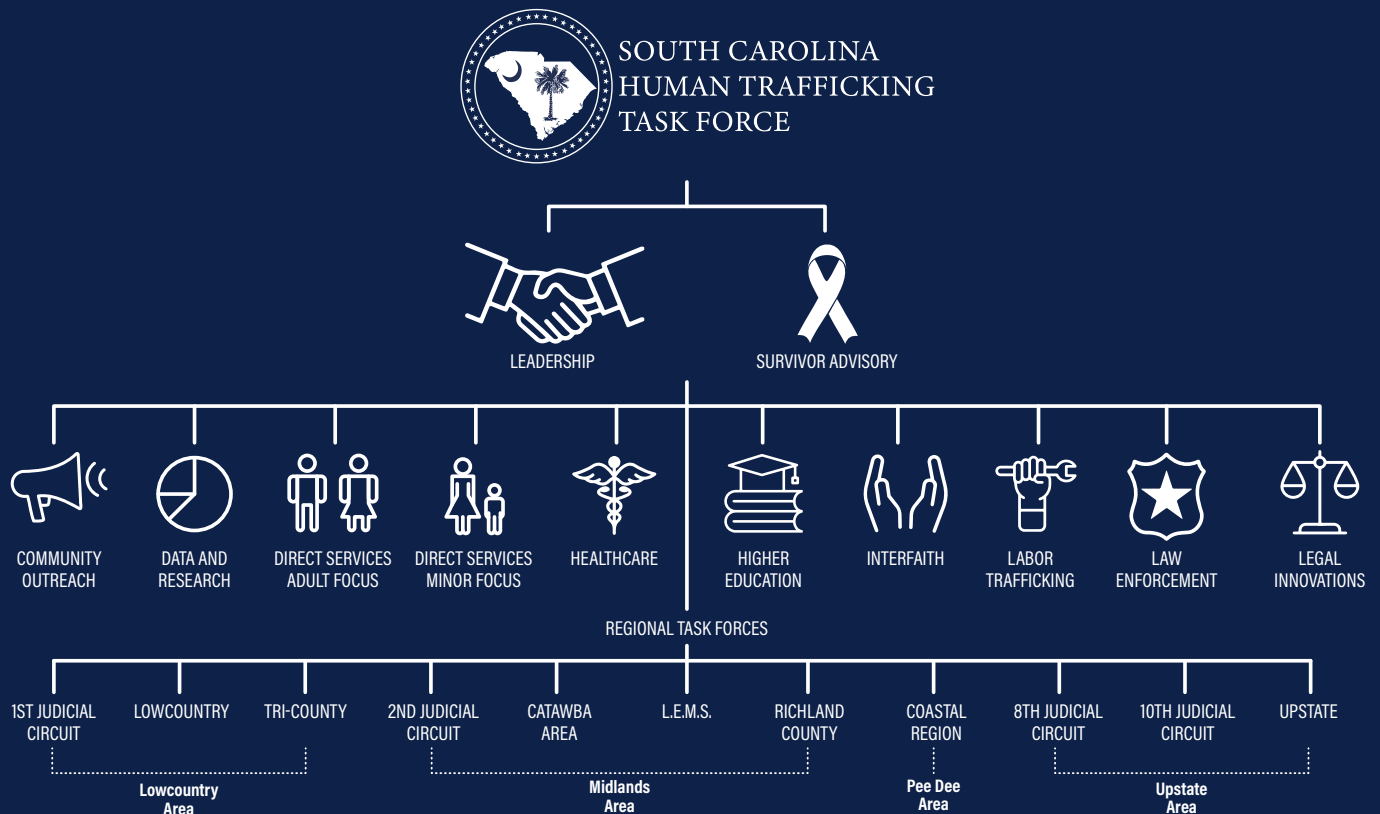 SOUTH CAROLINA
HUMAN TRAFFICKING
TASK FORCE
LEADERSHIP
SURVIVOR ADVISORY
COMMUNITY
OUTREACH
DATA AND
RESEARCH
DIRECT SERVICES
ADULT FOCUS
DIRECT SERVICES
MINOR FOCUS
HEALTHCARE
HIGHER
EDUCATION
INTERFAITH
LABOR
TRAFFICKING
LAW
ENFORCEMENT
LEGAL
INNOVATIONS
REGIONAL TASK FORCES
1ST JUDICIAL
CIRCUIT
LOWCOUNTRY
TRI-COUNTY
2ND JUDICIAL
CIRCUIT
CATAWBA
AREA
L.E.M.S.
RICHLAND
COUNTY
COASTAL
REGION
8TH JUDICIAL
CIRCUIT
10TH JUDICIAL
CIRCUIT
UPSTATE
Lowcountry
Area
Midlands
Area
Pee Dee
Area
Upstate
Area